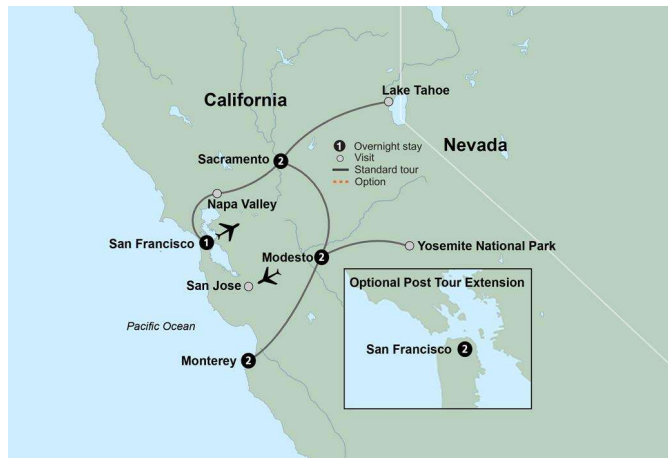 Lake Tahoe
California
Nevada
1 Overnight stay
Visit
Standard tour
Option
Sacramento 2
Napa Valley
San Francisco 1
Modesto 2
Yosemite National Park
San Jose
Optional Post Tour Extension
Pacific Ocean
San Francisco 2
Monterey 2